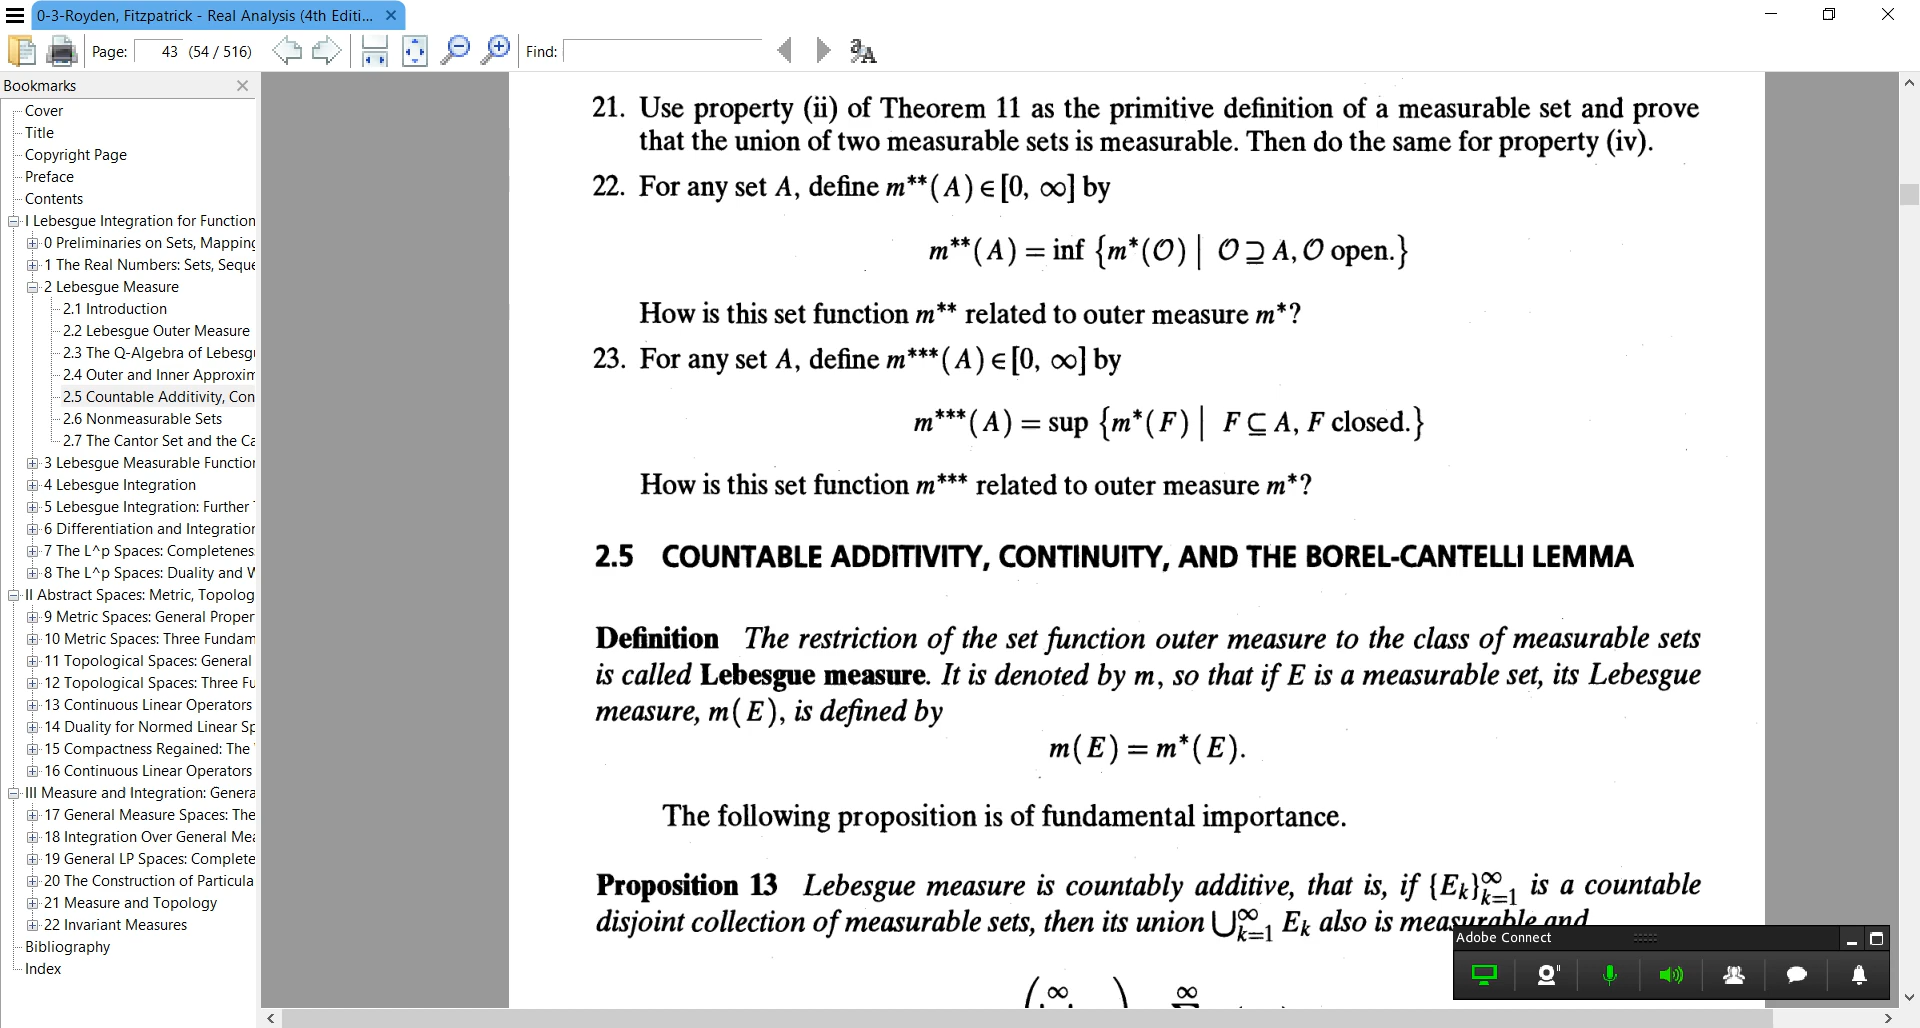 0-3-Royden, Fitzpatrick - Real Analysis (4th Editi...
Page: 43 (54 / 516) Find:
Bookmarks
Cover
Title
Copyright Page
Preface
Contents
I Lebesgue Integration for Function
0 Preliminaries on Sets, Mapping
1 The Real Numbers: Sets, Seque
2 Lebesgue Measure
2.1 Introduction
2.2 Lebesgue Outer Measure
2.3 The Q-Algebra of Lebesg
2.4 Outer and Inner Approxim
2.5 Countable Additivity, Con
2.6 Nonmeasurable Sets
2.7 The Cantor Set and the Ca
3 Lebesgue Measurable Function
4 Lebesgue Integration
5 Lebesgue Integration: Further
6 Differentiation and Integration
7 The L^p Spaces: Completenes
8 The L^p Spaces: Duality and W
II Abstract Spaces: Metric, Topolog
9 Metric Spaces: General Proper
10 Metric Spaces: Three Fundam
11 Topological Spaces: General
12 Topological Spaces: Three Fu
13 Continuous Linear Operators
14 Duality for Normed Linear Sp
15 Compactness Regained: The
16 Continuous Linear Operators
III Measure and Integration: Genera
17 General Measure Spaces: The
18 Integration Over General Mea
19 General LP Spaces: Complete
20 The Construction of Particula
21 Measure and Topology
22 Invariant Measures
Bibliography
Index
21. Use property (ii) of Theorem 11 as the primitive definition of a measurable set and prove
that the union of two measurable sets is measurable. Then do the same for property (iv).
22. For any set A, define m**(A) ∈ [0, ∞] by
m**(A) = inf {m*(𝒪) | 𝒪 ⊇ A, 𝒪 open.}
How is this set function m** related to outer measure m*?
23. For any set A, define m***(A) ∈ [0, ∞] by
m***(A) = sup {m*(F) | F ⊆ A, F closed.}
How is this set function m*** related to outer measure m*?
2.5 COUNTABLE ADDITIVITY, CONTINUITY, AND THE BOREL-CANTELLI LEMMA
Definition The restriction of the set function outer measure to the class of measurable sets
is called Lebesgue measure. It is denoted by m, so that if E is a measurable set, its Lebesgue
measure, m(E), is defined by
m(E) = m*(E).
The following proposition is of fundamental importance.
Proposition 13 Lebesgue measure is countably additive, that is, if {E_k}_{k=1}^∞ is a countable
disjoint collection of measurable sets, then its union ⋃_{k=1}^∞ E_k also is measurable and
Adobe Connect